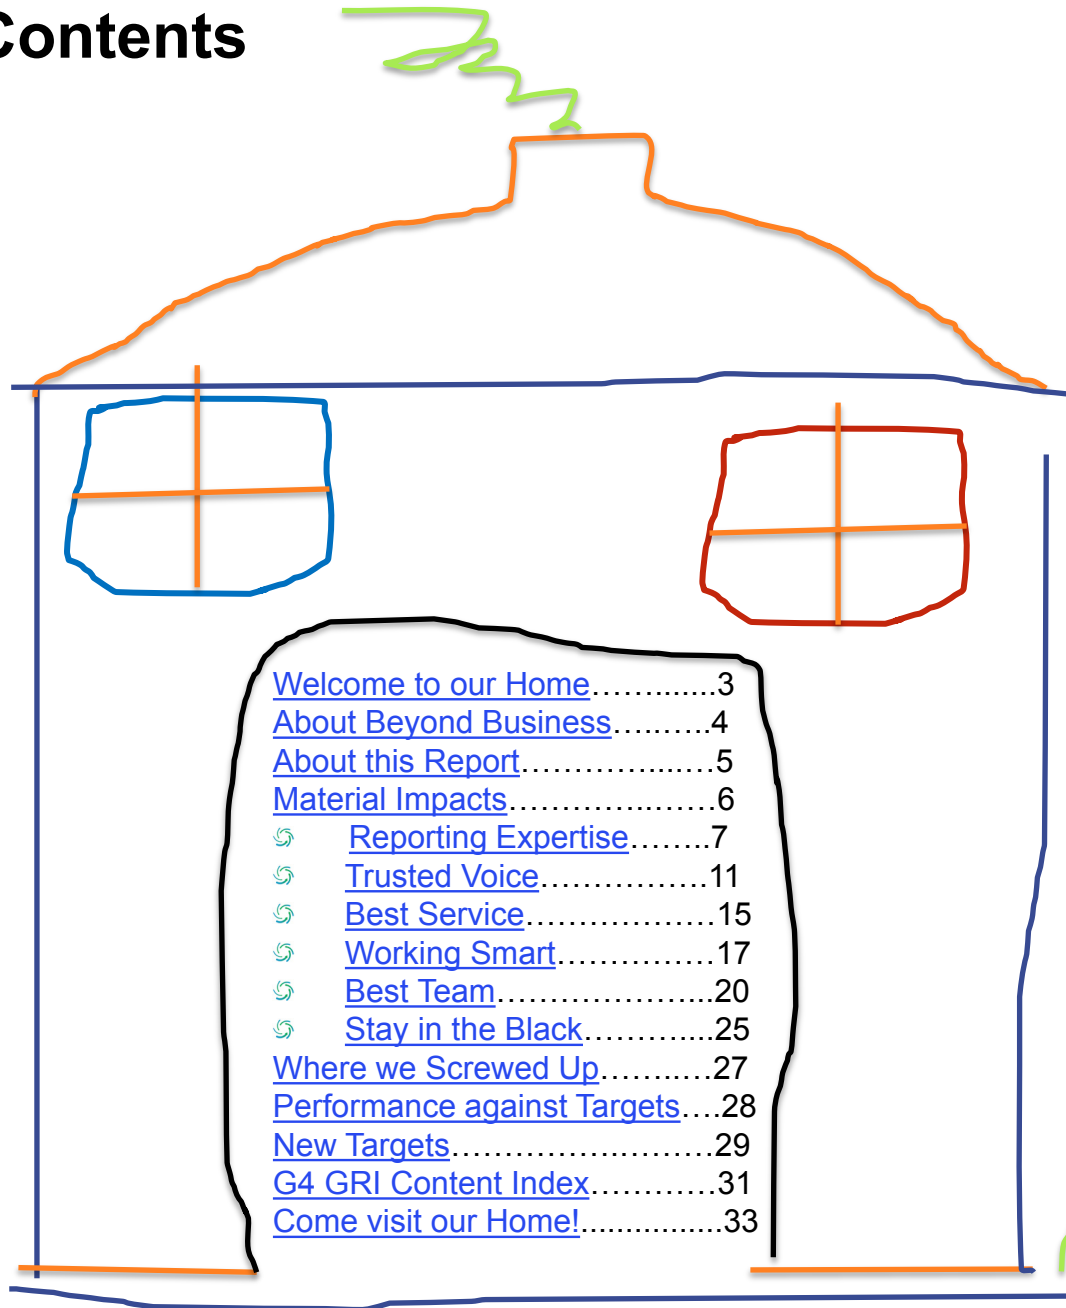 Contents
Welcome to our Home……........3
About Beyond Business…..…...4
About this Report…………....…5
Material Impacts………….….…6
Reporting Expertise……..7
Trusted Voice…………….11
Best Service……………….15
Working Smart……………17
Best Team………………...20
Stay in the Black………....25
Where we Screwed Up……..…27
Performance against Targets….28
New Targets…………..……….29
G4 GRI Content Index…………31
Come visit our Home!...............33